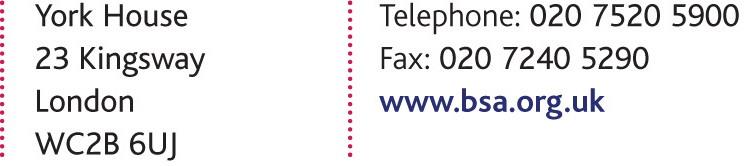 York House
23 Kingsway
London
WC2B 6UJ
Telephone: 020 7520 5900
Fax: 020 7240 5290
www.bsa.org.uk